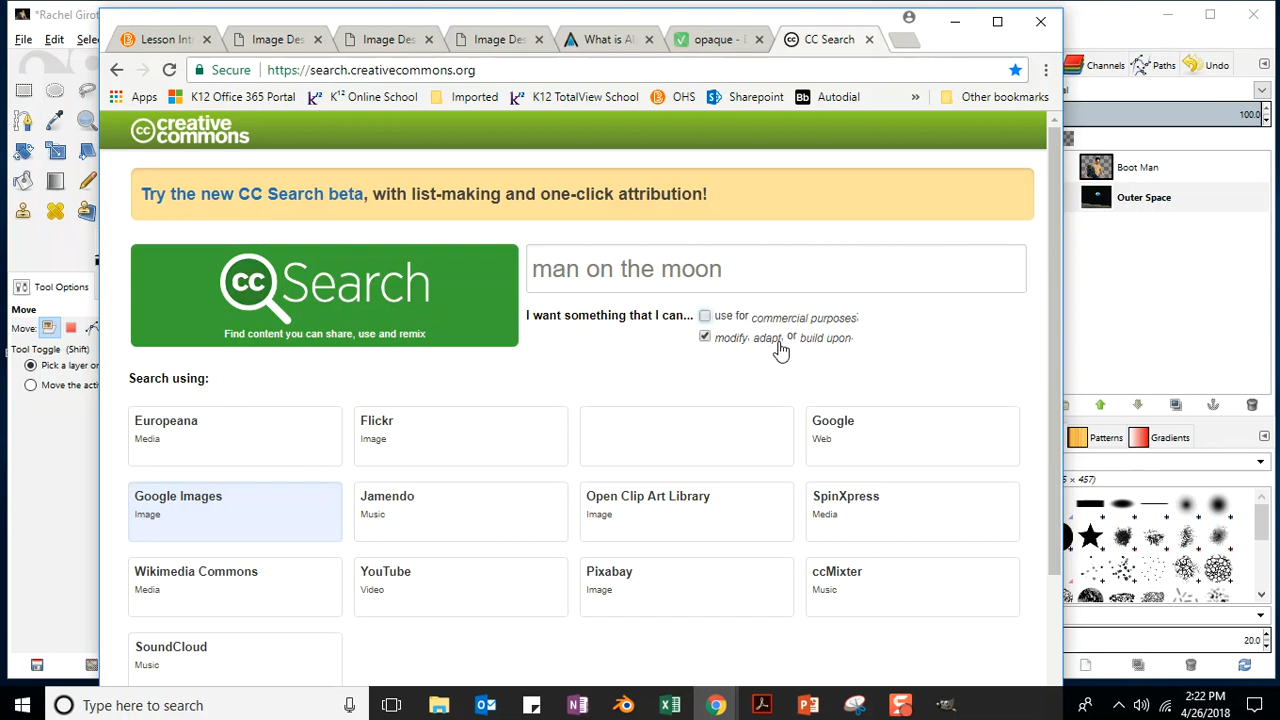 *Rachel Girot
File Edit Selec
Lesson Int
Image Des
Image Des
Image Des
What is Al
opaque -
CC Search
Secure https://search.creativecommons.org
Apps K12 Office 365 Portal K¹² Online School Imported K12 TotalView School OHS Sharepoint Bb Autodial » Other bookmarks
cc creative commons
Try the new CC Search beta, with list-making and one-click attribution!
cc Search
Find content you can share, use and remix
man on the moon
I want something that I can... use for commercial purposes;
modify, adapt, or build upon.
Search using:
Europeana
Media
Flickr
Image
Google
Web
Google Images
Image
Jamendo
Music
Open Clip Art Library
Image
SpinXpress
Media
Wikimedia Commons
Media
YouTube
Video
Pixabay
Image
ccMixter
Music
SoundCloud
Music
Tool Options
Move
Move:
Tool Toggle (Shift)
Pick a layer or
Move the acti
Channels Paths Undo
100.0
Boot Man
Outer Space
Patterns Gradients
× 457)
20.0
Type here to search
2:22 PM
4/26/2018